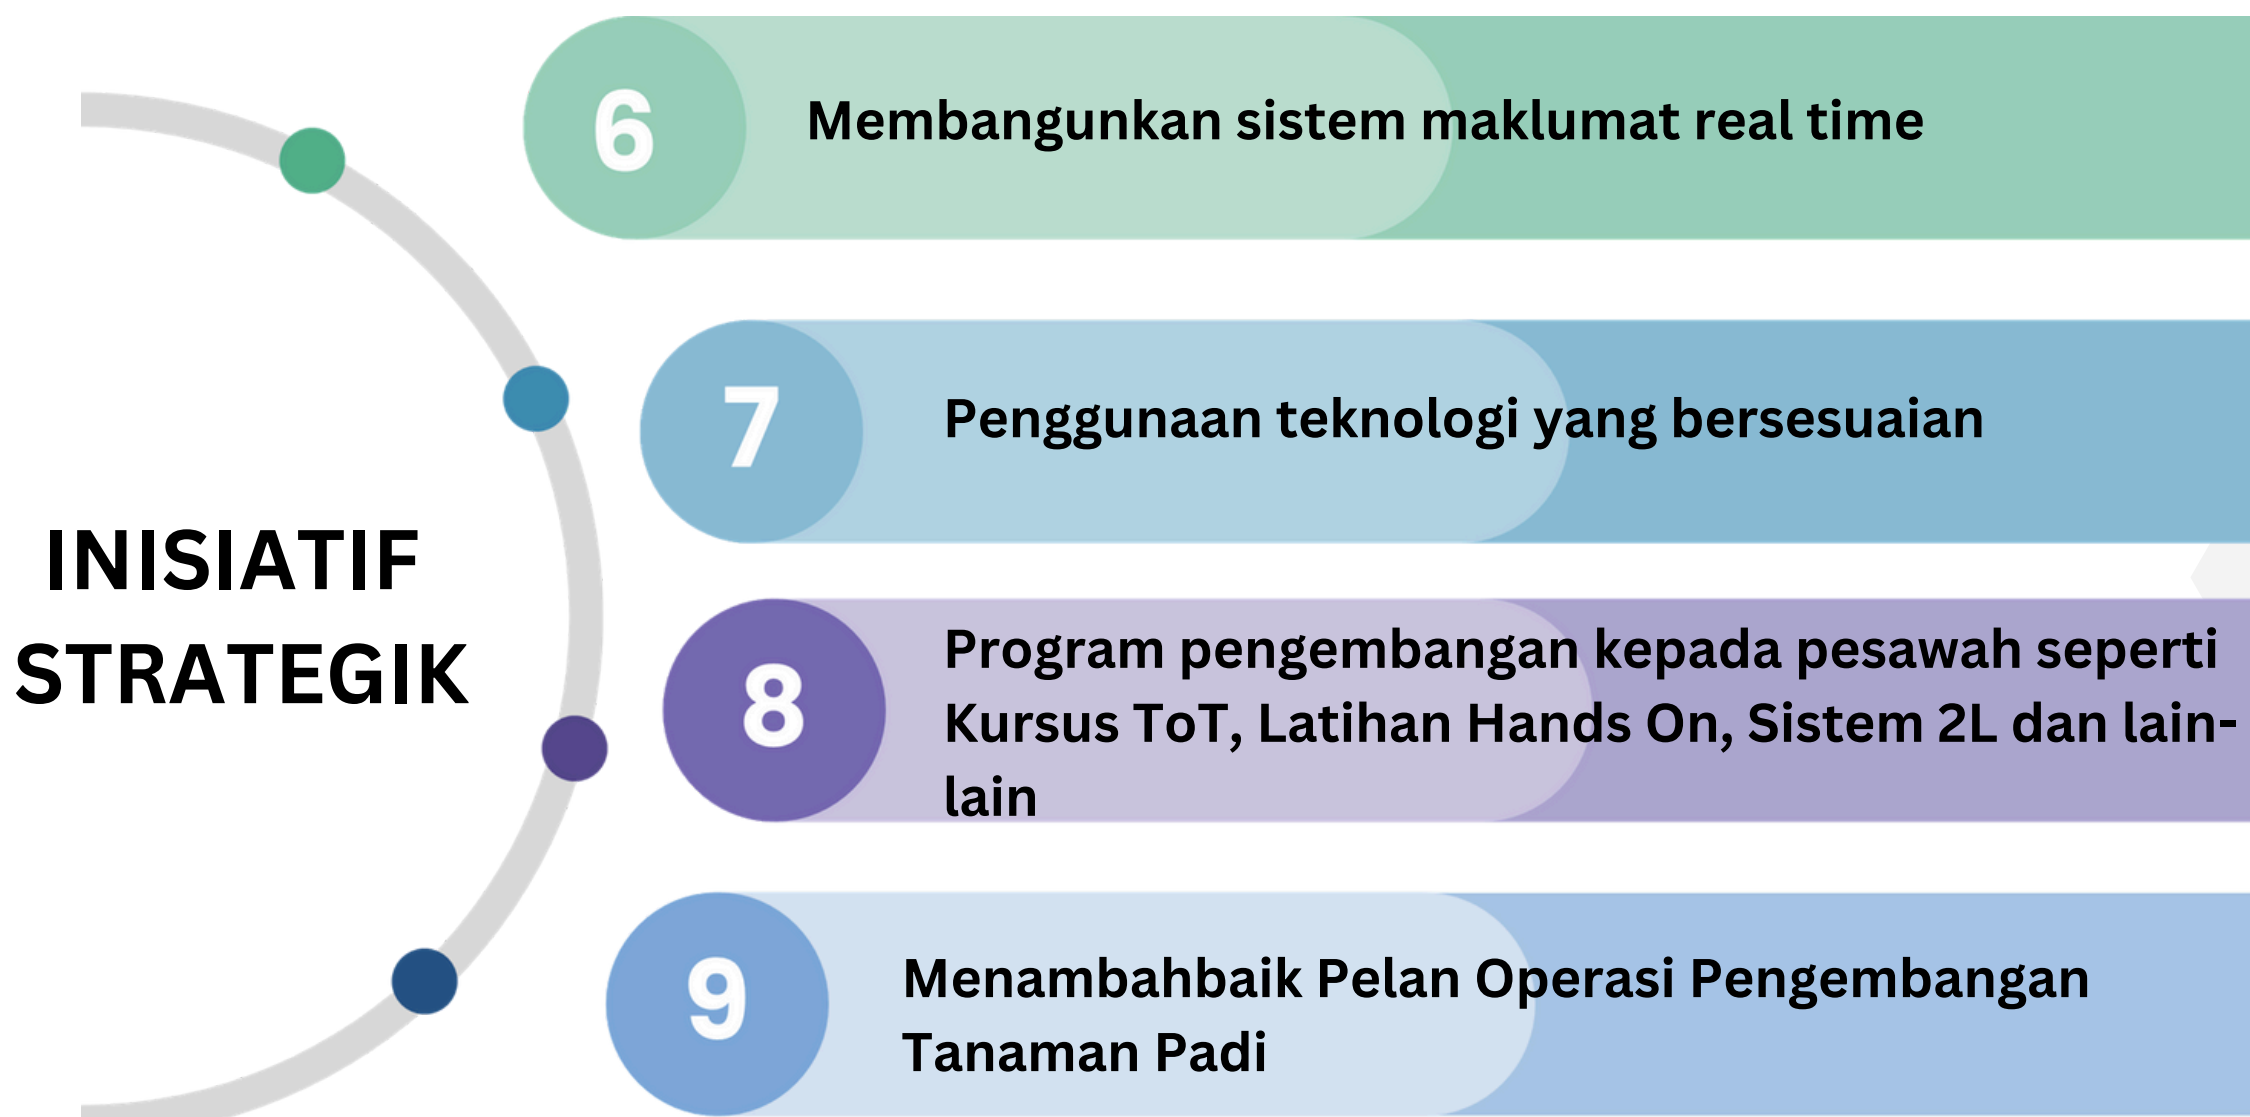 INISIATIF
STRATEGIK
6
Membangunkan sistem maklumat real time
7
Penggunaan teknologi yang bersesuaian
8
Program pengembangan kepada pesawah seperti
Kursus ToT, Latihan Hands On, Sistem 2L dan lain-
lain
9
Menambahbaik Pelan Operasi Pengembangan
Tanaman Padi